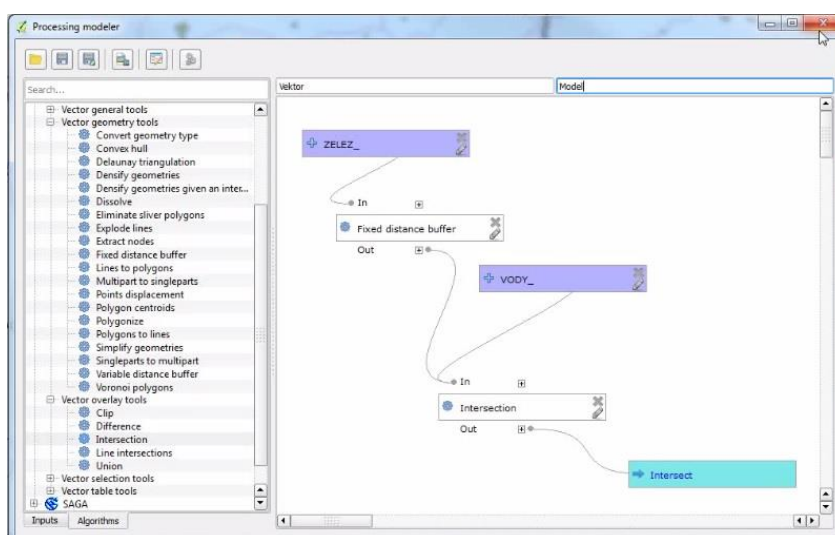 Processing modeler
Search...
Vektor
Model
Vector general tools
Vector geometry tools
Convert geometry type
Convex hull
Delaunay triangulation
Densify geometries
Densify geometries given an inter...
Dissolve
Eliminate sliver polygons
Explode lines
Extract nodes
Fixed distance buffer
Lines to polygons
Multipart to singleparts
Points displacement
Polygon centroids
Polygonize
Polygons to lines
Simplify geometries
Singleparts to multipart
Variable distance buffer
Voronoi polygons
Vector overlay tools
Clip
Difference
Intersection
Line intersections
Union
Vector selection tools
Vector table tools
SAGA
Inputs Algorithms
ZELEZ_
In
Fixed distance buffer
Out
VODY_
In
Intersection
Out
Intersect